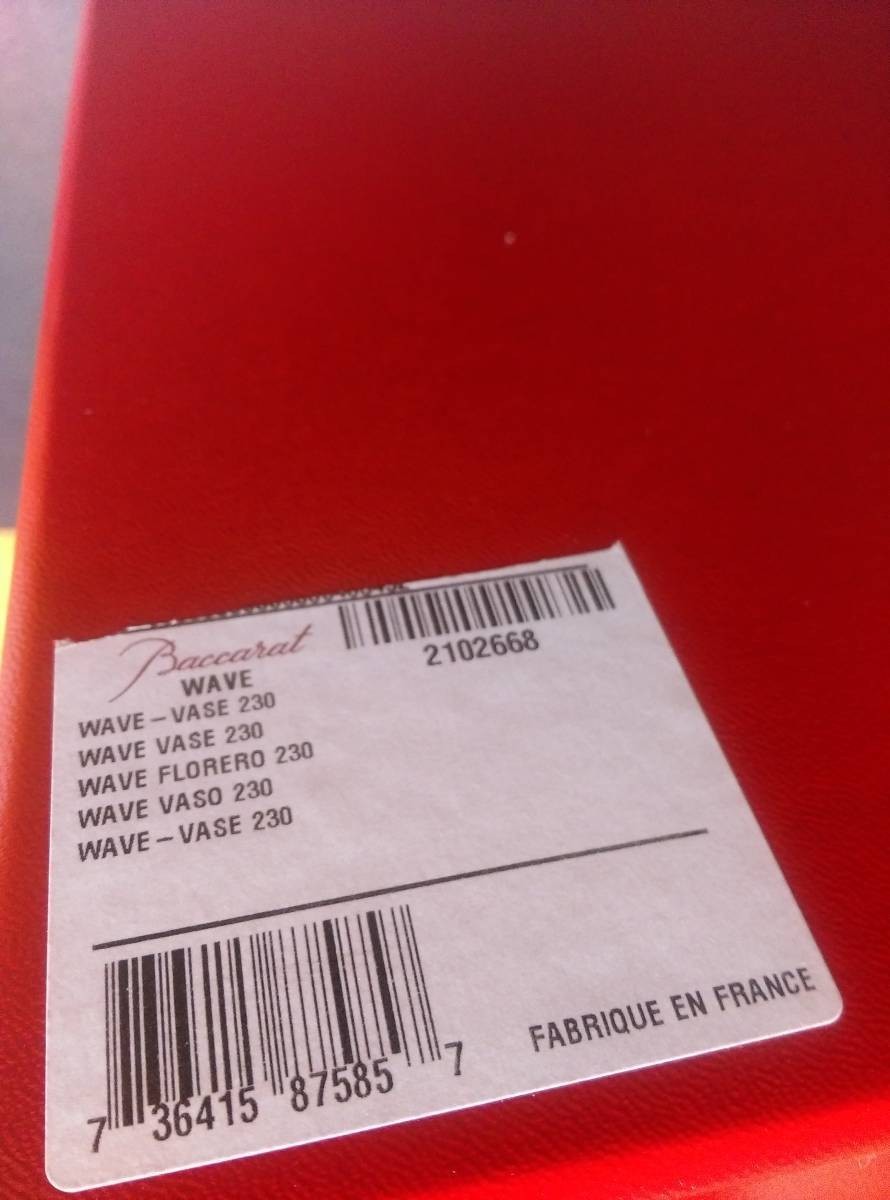 Baccarat
2102668
WAVE
WAVE-VASE 230
WAVE VASE 230
WAVE FLORERO 230
WAVE VASO 230
WAVE-VASE 230
FABRIQUE EN FRANCE
7 36415 87585 7